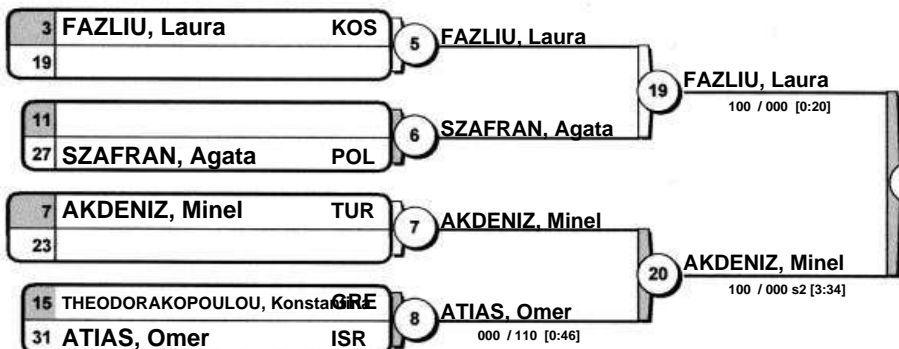 3 FAZLIU, Laura KOS
19
5
FAZLIU, Laura
19
FAZLIU, Laura
100 / 000 [0:20]
11
27 SZAFRAN, Agata POL
6
SZAFRAN, Agata
7 AKDENIZ, Minel TUR
23
7
AKDENIZ, Minel
20
AKDENIZ, Minel
100 / 000 s2 [3:34]
15 THEODORAKOPOULOU, Konstantina GRE
31 ATIAS, Omer ISR
8
ATIAS, Omer
000 / 110 [0:46]